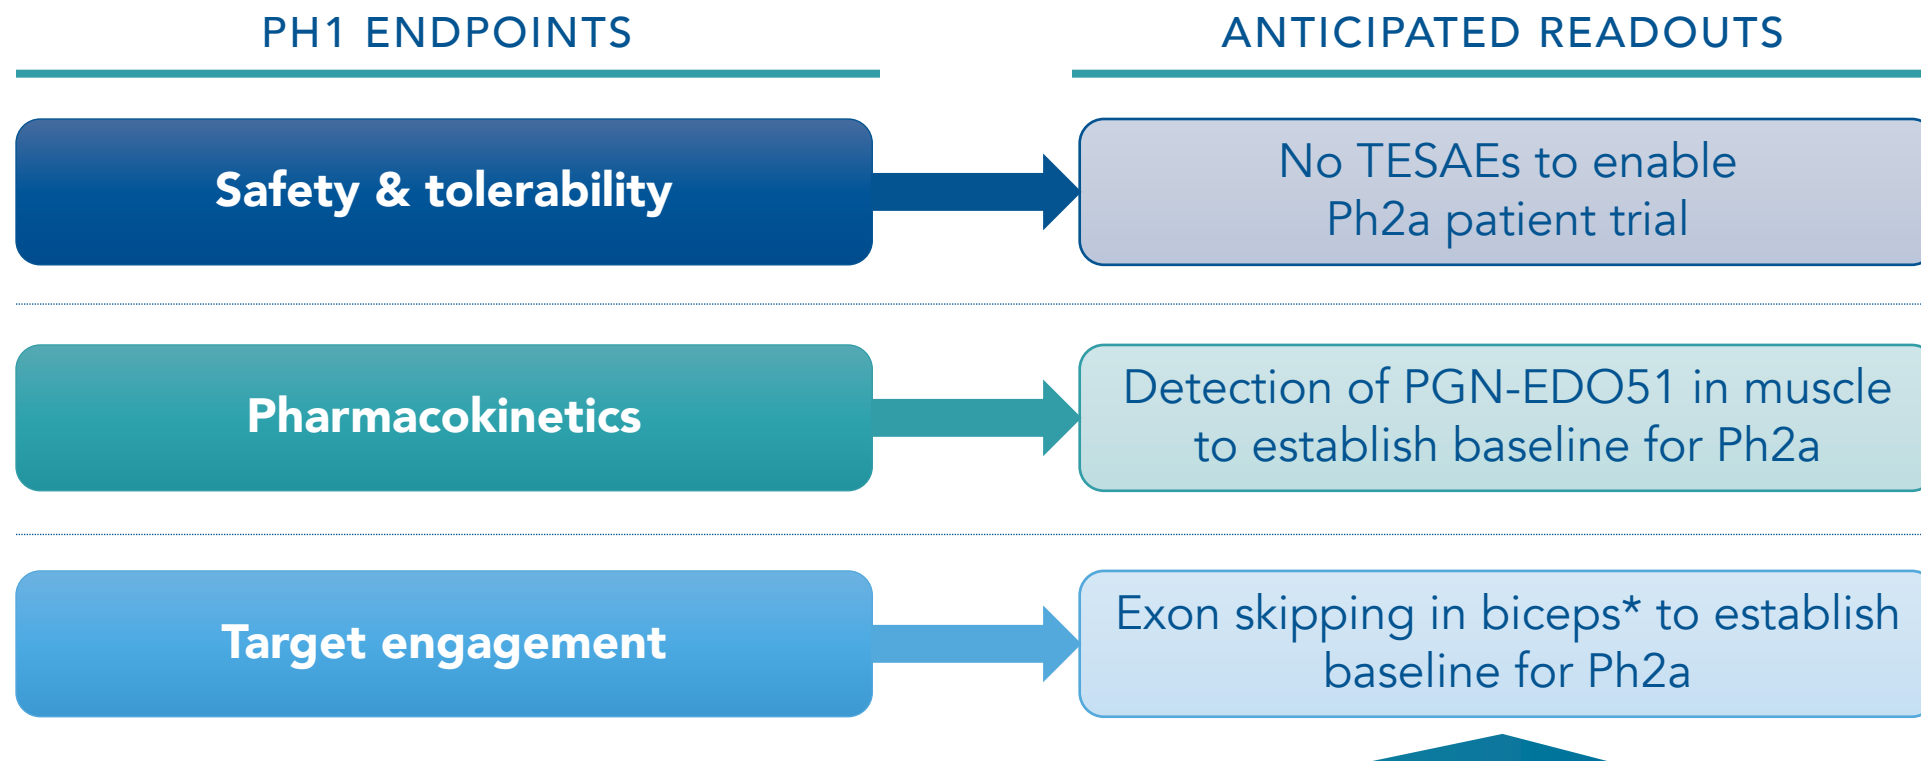 PH1 ENDPOINTS
ANTICIPATED READOUTS
Safety & tolerability
No TESAEs to enable
Ph2a patient trial
Pharmacokinetics
Detection of PGN-EDO51 in muscle
to establish baseline for Ph2a
Target engagement
Exon skipping in biceps* to establish
baseline for Ph2a